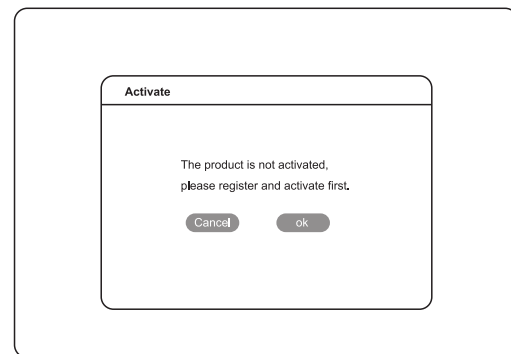 Activate
The product is not activated,
please register and activate first.
Cancel ok